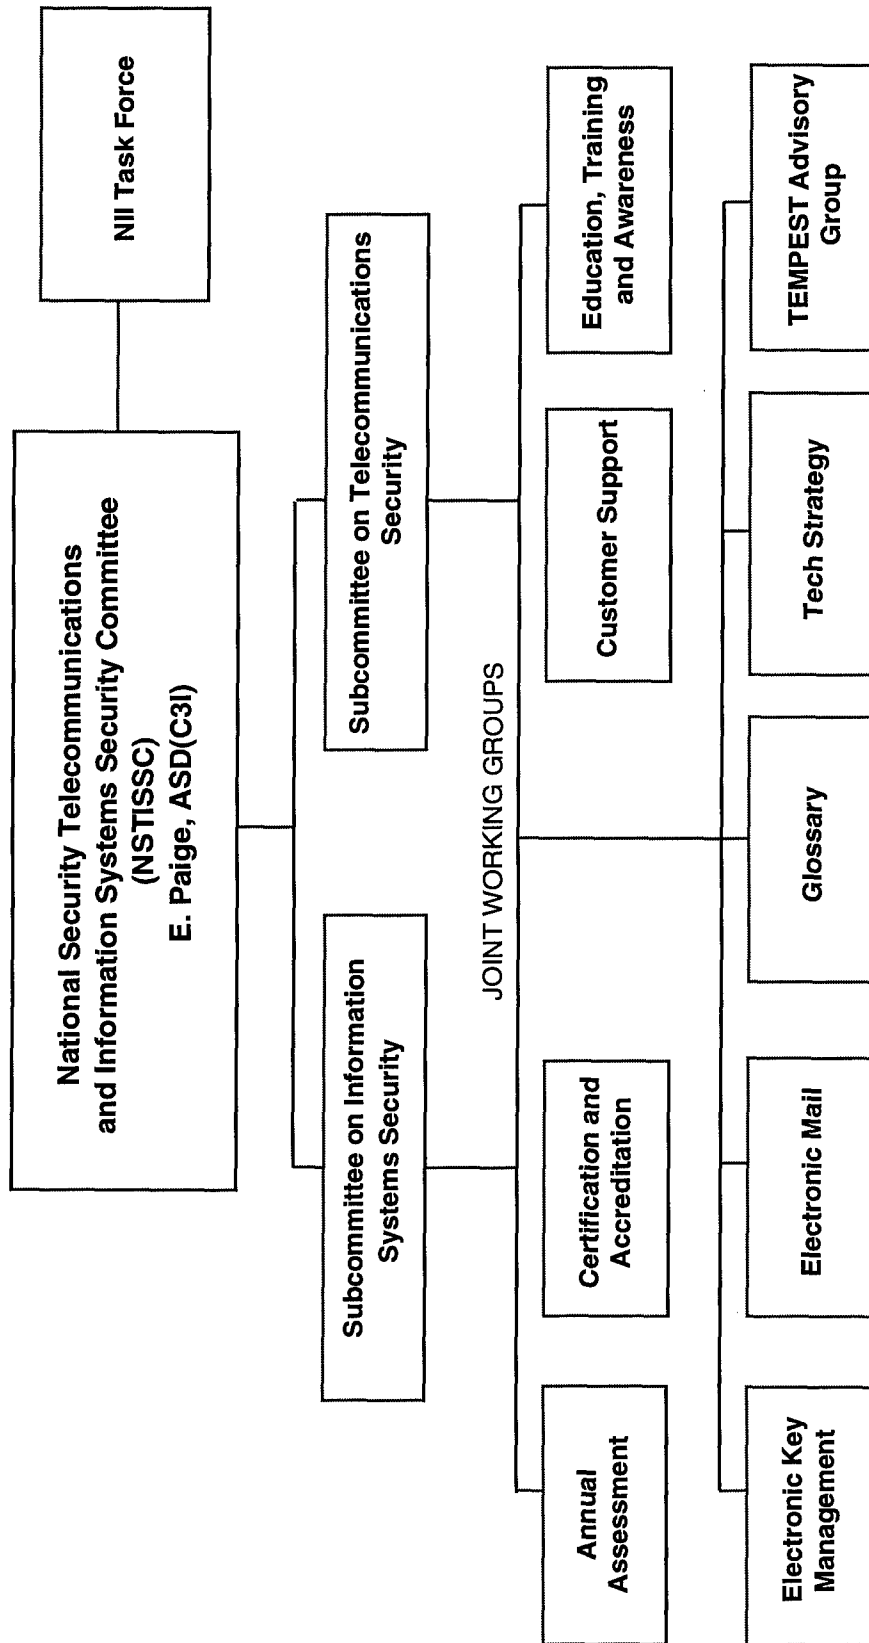 National Security Telecommunications
and Information Systems Security Committee
(NSTISSC)
E. Paige, ASD(C3I)
NII Task Force
Subcommittee on Information
Systems Security
Subcommittee on Telecommunications
Security
JOINT WORKING GROUPS
Annual
Assessment
Certification and
Accreditation
Customer Support
Education, Training
and Awareness
Electronic Key
Management
Electronic Mail
Glossary
Tech Strategy
TEMPEST Advisory
Group